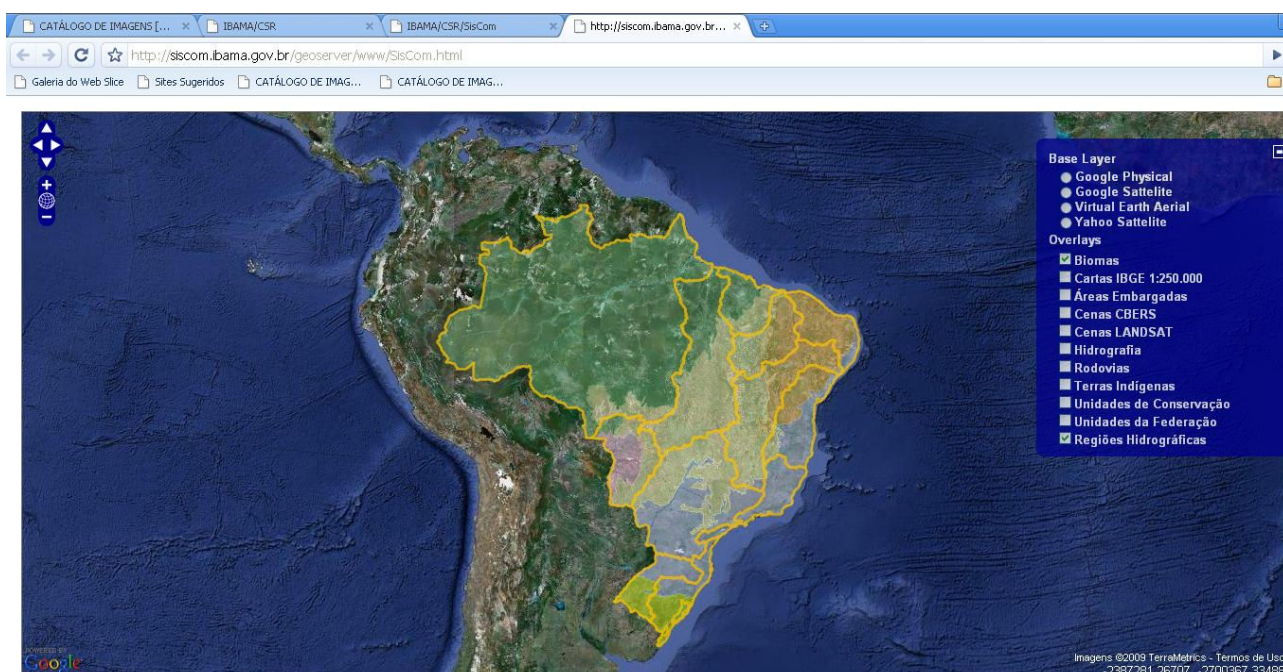 CATÁLOGO DE IMAGENS [... IBAMA/CSR IBAMA/CSR/SisCom http://siscom.ibama.gov.br...
http://siscom.ibama.gov.br/geoserver/www/SisCom.html
Galeria do Web Slice Sites Sugeridos CATÁLOGO DE IMAG... CATÁLOGO DE IMAG...
Base Layer
Google Physical
Google Sattelite
Virtual Earth Aerial
Yahoo Sattelite
Overlays
Biomas
Cartas IBGE 1:250.000
Áreas Embargadas
Cenas CBERS
Cenas LANDSAT
Hidrografia
Rodovias
Terras Indígenas
Unidades de Conservação
Unidades da Federação
Regiões Hidrográficas
POWERED BY
Google
Imagens ©2009 TerraMetrics - Termos de Uso